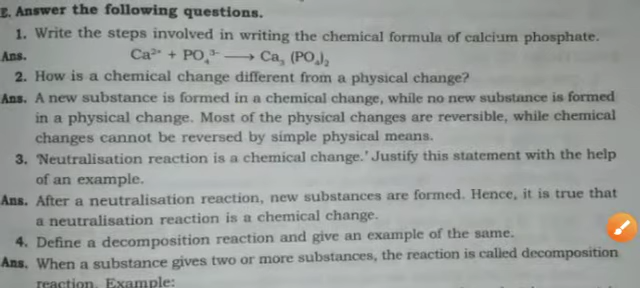 E. Answer the following questions.
1. Write the steps involved in writing the chemical formula of calcium phosphate.
Ans. Ca²⁺ + PO₄³⁻ ⟶ Ca₃ (PO₄)₂
2. How is a chemical change different from a physical change?
Ans. A new substance is formed in a chemical change, while no new substance is formed
in a physical change. Most of the physical changes are reversible, while chemical
changes cannot be reversed by simple physical means.
3. 'Neutralisation reaction is a chemical change.' Justify this statement with the help
of an example.
Ans. After a neutralisation reaction, new substances are formed. Hence, it is true that
a neutralisation reaction is a chemical change.
4. Define a decomposition reaction and give an example of the same.
Ans. When a substance gives two or more substances, the reaction is called decomposition
reaction. Example: